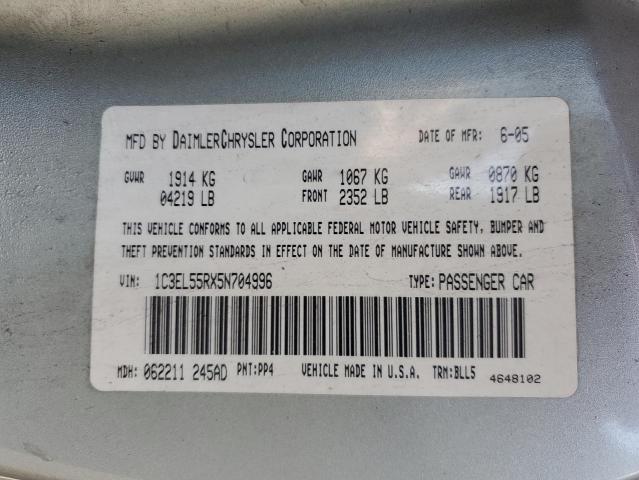 MFD BY DAIMLERCHRYSLER CORPORATION DATE OF MFR: 6-05
GVWR 1914 KG GAWR 1067 KG GAWR 0870 KG
04219 LB FRONT 2352 LB REAR 1917 LB
THIS VEHICLE CONFORMS TO ALL APPLICABLE FEDERAL MOTOR VEHICLE SAFETY, BUMPER AND
THEFT PREVENTION STANDARDS IN EFFECT ON THE DATE OF MANUFACTURE SHOWN ABOVE.
VIN: 1C3EL55RX5N704996 TYPE: PASSENGER CAR
MDH: 062211 245AD PNT: PP4 VEHICLE MADE IN U.S.A. TRM: BLL5
4648102